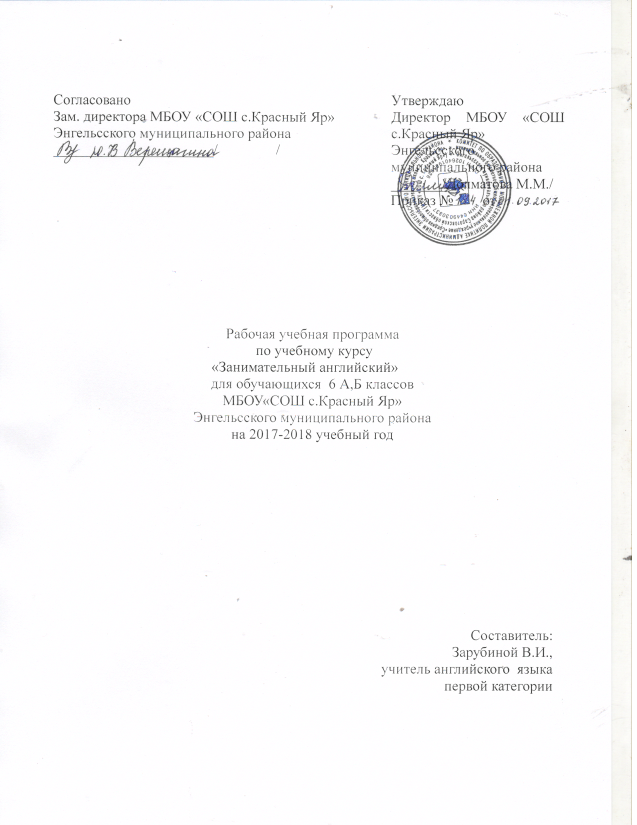 Согласовано
Зам. директора МБОУ «СОШ с.Красный Яр»
Энгельсского муниципального района
Ю.В Верещагина /
Утверждаю
Директор МБОУ «СОШ
с.Красный Яр»
Энгельсского
муниципального района
М.М./
Приказ № от 09.2017
Рабочая учебная программа
по учебному курсу
«Занимательный английский»
для обучающихся 6 А,Б классов
МБОУ«СОШ с.Красный Яр»
Энгельсского муниципального района
на 2017-2018 учебный год
Составитель:
Зарубиной В.И.,
учитель английского языка
первой категории